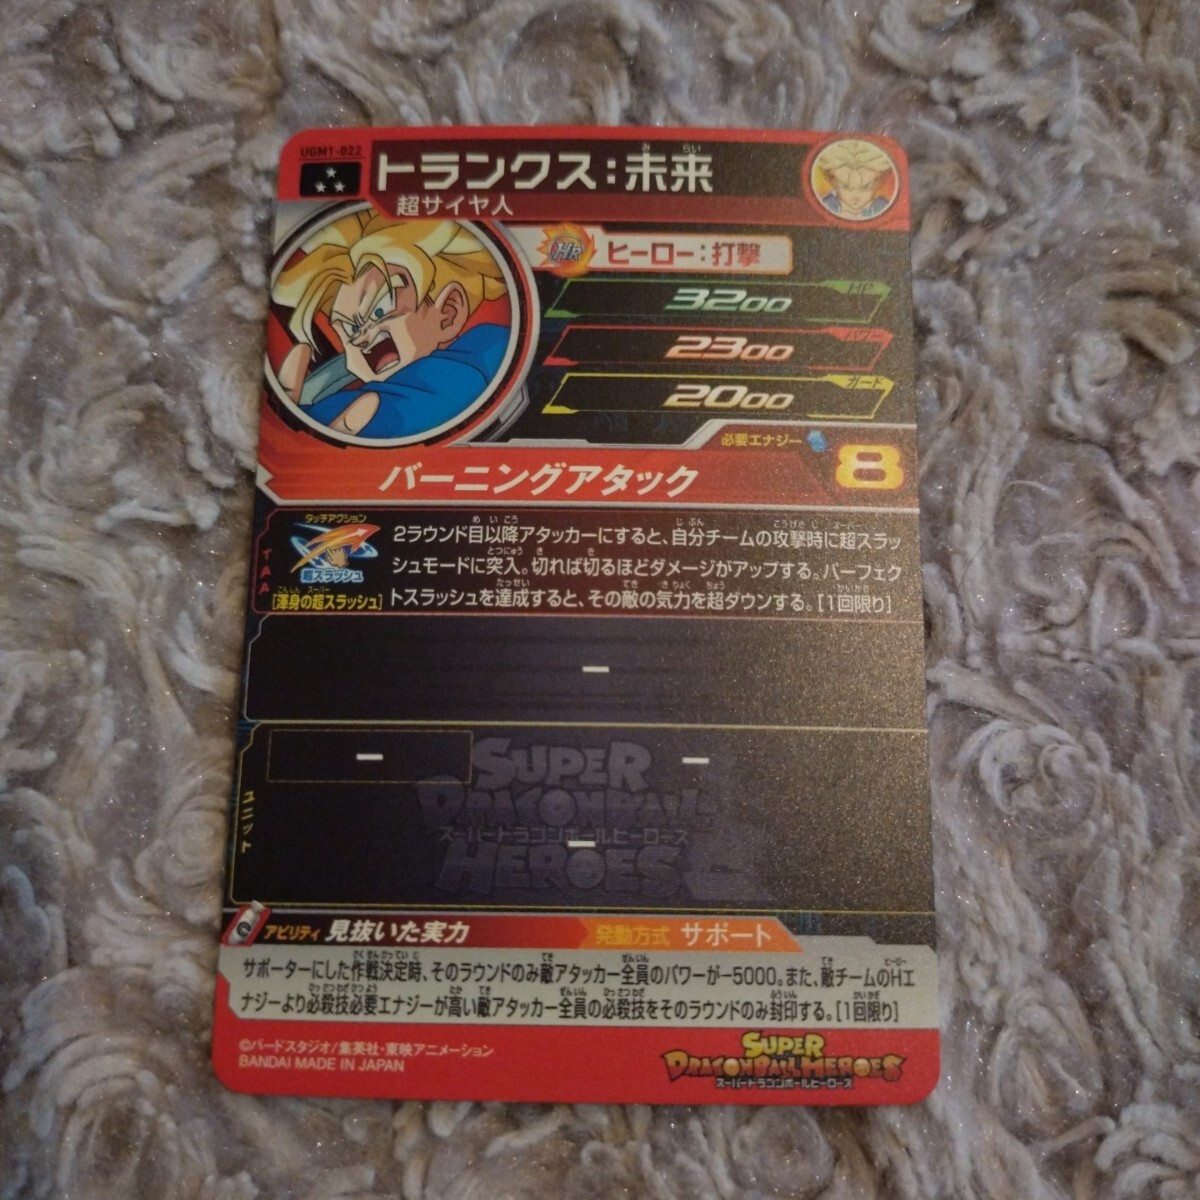 UGM1-022
トランクス：未来
みらい
超サイヤ人
HR ヒーロー：打撃
HP
3200
パワー
2300
ガード
2000
必要エナジー 8
バーニングアタック
TAA
タッチアクション
超スラッシュ
[渾身の超スラッシュ]
2ラウンド目以降アタッカーにすると、自分チームの攻撃時に超スラッ
シュモードに突入。切れば切るほどダメージがアップする。パーフェク
トスラッシュを達成すると、その敵の気力を超ダウンする。[1回限り]
ー
ユニット
ー ー
ー
SUPER
DRAGONBALL
スーパードラゴンボールヒーローズ
HEROES
アビリティ 見抜いた実力 発動方式 サポート
サポーターにした作戦決定時、そのラウンドのみ敵アタッカー全員のパワーが-5000。また、敵チームのHエ
ナジーより必殺技必要エナジーが高い敵アタッカー全員の必殺技をそのラウンドのみ封印する。[1回限り]
©バードスタジオ/集英社・東映アニメーション
BANDAI MADE IN JAPAN
SUPER
DRAGONBALL HEROES
スーパードラゴンボールヒーローズ